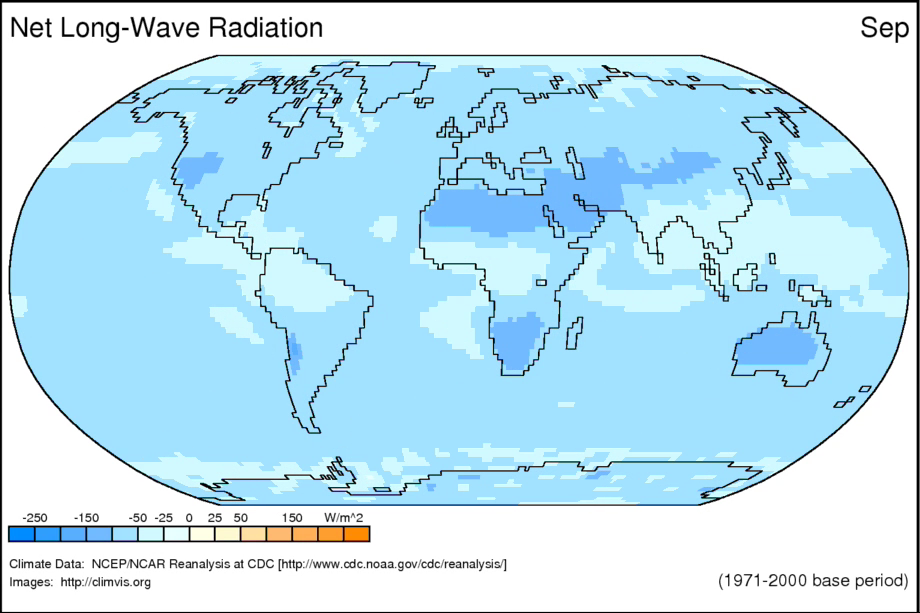 Net Long-Wave Radiation Sep
-250 -150 -50 -25 0 25 50 150 W/m^2
Climate Data: NCEP/NCAR Reanalysis at CDC [http://www.cdc.noaa.gov/cdc/reanalysis/]
Images: http://climvis.org (1971-2000 base period)